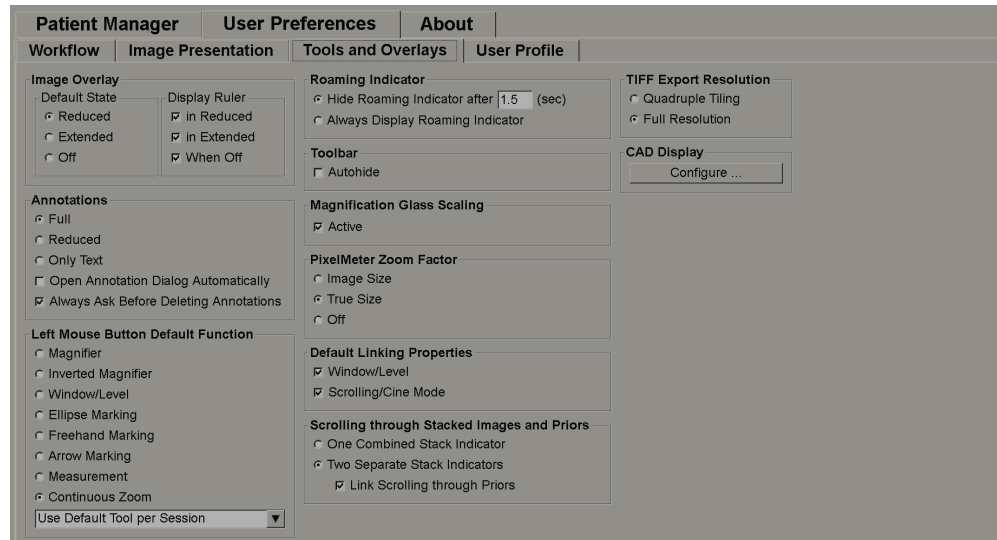 Patient Manager
User Preferences
About
Workflow
Image Presentation
Tools and Overlays
User Profile
Image Overlay
Default State
Reduced
Extended
Off
Display Ruler
in Reduced
in Extended
When Off
Annotations
Full
Reduced
Only Text
Open Annotation Dialog Automatically
Always Ask Before Deleting Annotations
Left Mouse Button Default Function
Magnifier
Inverted Magnifier
Window/Level
Ellipse Marking
Freehand Marking
Arrow Marking
Measurement
Continuous Zoom
Use Default Tool per Session
Roaming Indicator
Hide Roaming Indicator after 1.5 (sec)
Always Display Roaming Indicator
Toolbar
Autohide
Magnification Glass Scaling
Active
PixelMeter Zoom Factor
Image Size
True Size
Off
Default Linking Properties
Window/Level
Scrolling/Cine Mode
Scrolling through Stacked Images and Priors
One Combined Stack Indicator
Two Separate Stack Indicators
Link Scrolling through Priors
TIFF Export Resolution
Quadruple Tiling
Full Resolution
CAD Display
Configure ...